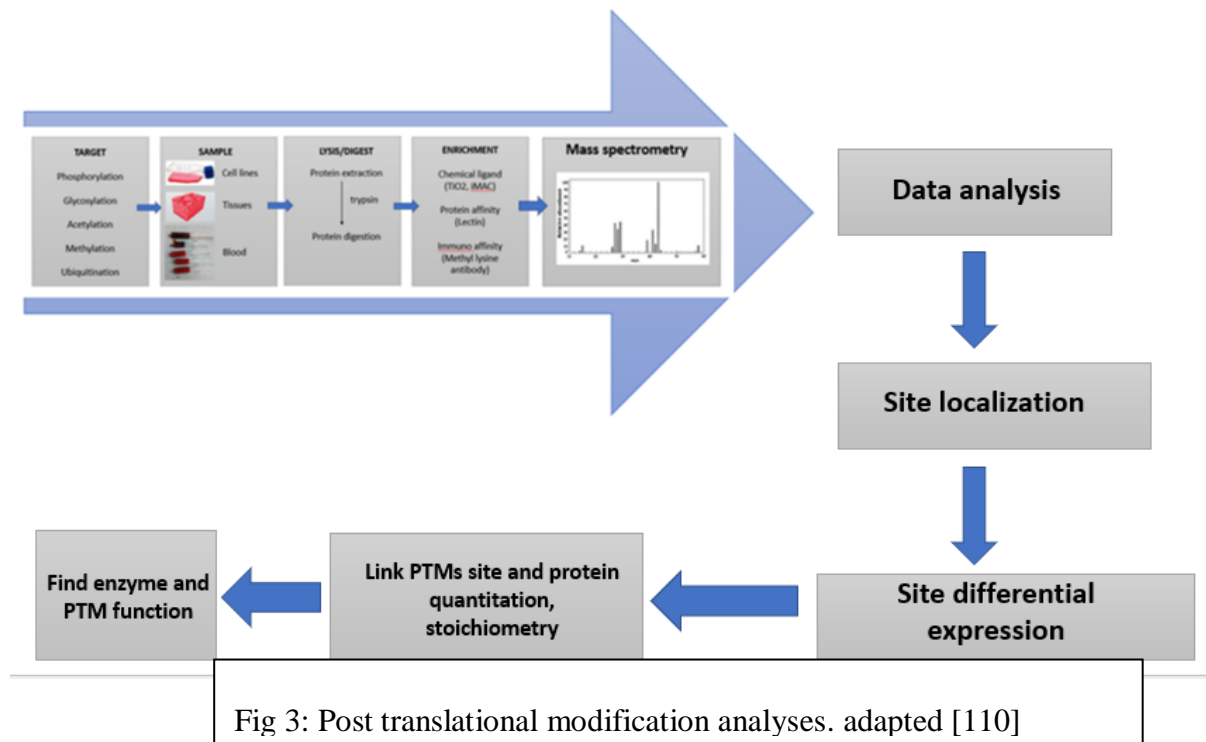 TARGET
Phosphorylation
Glycosylation
Acetylation
Methylation
Ubiquitination
SAMPLE
Cell lines
Tissues
Blood
LYSIS/DIGEST
Protein extraction
trypsin
Protein digestion
ENRICHMENT
Chemical ligand
(TiO2, IMAC)
Protein affinity
(Lectin)
Immuno affinity
(Methyl lysine
antibody)
Mass spectrometry
Data analysis
Site localization
Site differential
expression
Link PTMs site and protein
quantitation,
stoichiometry
Find enzyme and
PTM function
Fig 3: Post translational modification analyses. adapted [110]